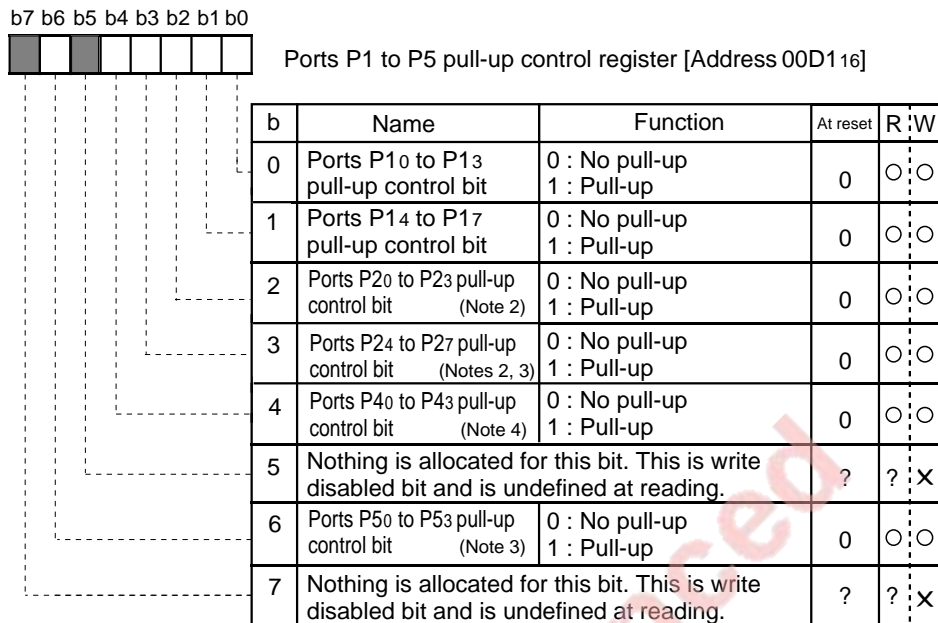 b7 b6 b5 b4 b3 b2 b1 b0
Ports P1 to P5 pull-up control register [Address 00D116]
b Name Function At reset R W
0 Ports P10 to P13 0 : No pull-up
pull-up control bit 1 : Pull-up 0 ○ ○
1 Ports P14 to P17 0 : No pull-up
pull-up control bit 1 : Pull-up 0 ○ ○
2 Ports P20 to P23 pull-up 0 : No pull-up
control bit (Note 2) 1 : Pull-up 0 ○ ○
3 Ports P24 to P27 pull-up 0 : No pull-up
control bit (Notes 2, 3) 1 : Pull-up 0 ○ ○
4 Ports P40 to P43 pull-up 0 : No pull-up
control bit (Note 4) 1 : Pull-up 0 ○ ○
5 Nothing is allocated for this bit. This is write
disabled bit and is undefined at reading. ? ? ×
6 Ports P50 to P53 pull-up 0 : No pull-up
control bit (Note 3) 1 : Pull-up 0 ○ ○
7 Nothing is allocated for this bit. This is write
disabled bit and is undefined at reading. ? ? ×